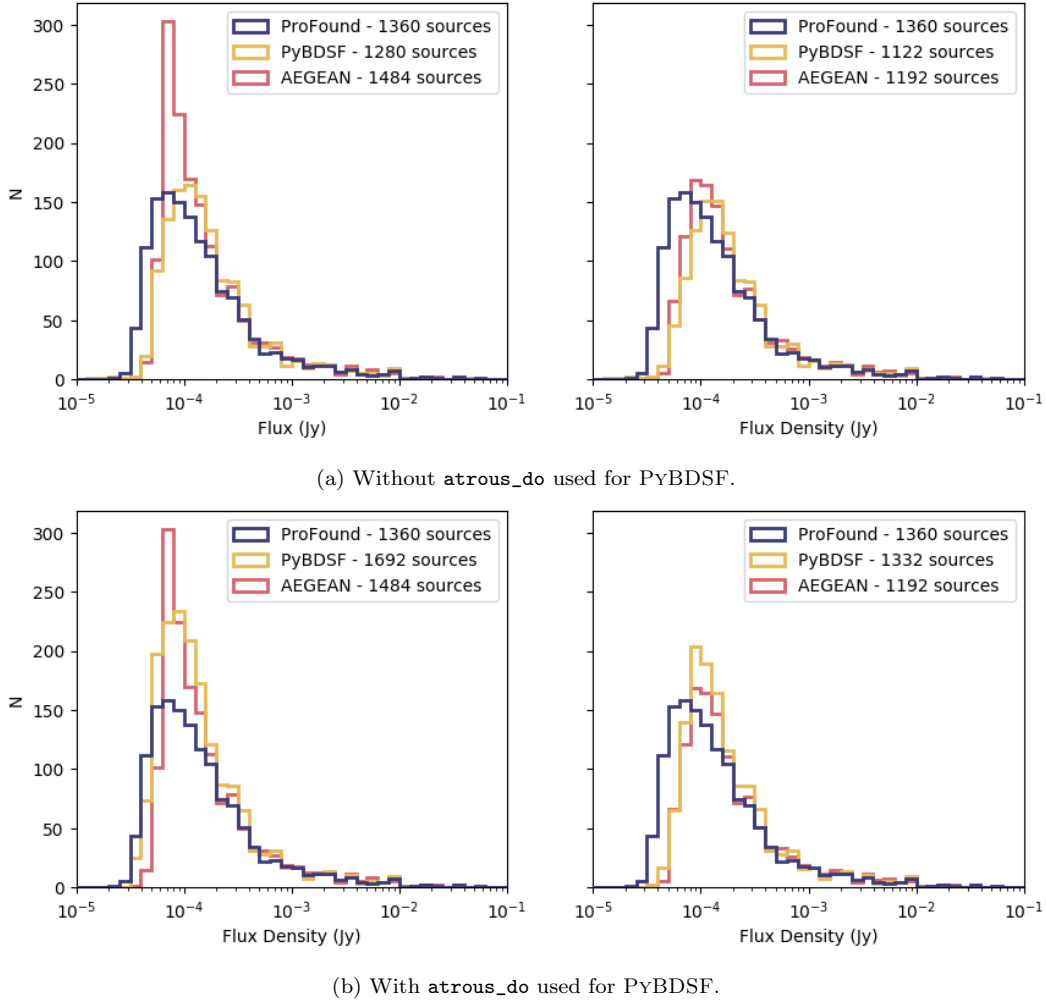 300
250
200
150
100
50
0
N
ProFound - 1360 sources
PyBDSF - 1280 sources
AEGEAN - 1484 sources
10⁻⁵ 10⁻⁴ 10⁻³ 10⁻² 10⁻¹
Flux (Jy)
ProFound - 1360 sources
PyBDSF - 1122 sources
AEGEAN - 1192 sources
10⁻⁵ 10⁻⁴ 10⁻³ 10⁻² 10⁻¹
Flux Density (Jy)
(a) Without atrous_do used for PyBDSF.
300
250
200
150
100
50
0
N
ProFound - 1360 sources
PyBDSF - 1692 sources
AEGEAN - 1484 sources
10⁻⁵ 10⁻⁴ 10⁻³ 10⁻² 10⁻¹
Flux Density (Jy)
ProFound - 1360 sources
PyBDSF - 1332 sources
AEGEAN - 1192 sources
10⁻⁵ 10⁻⁴ 10⁻³ 10⁻² 10⁻¹
Flux Density (Jy)
(b) With atrous_do used for PyBDSF.